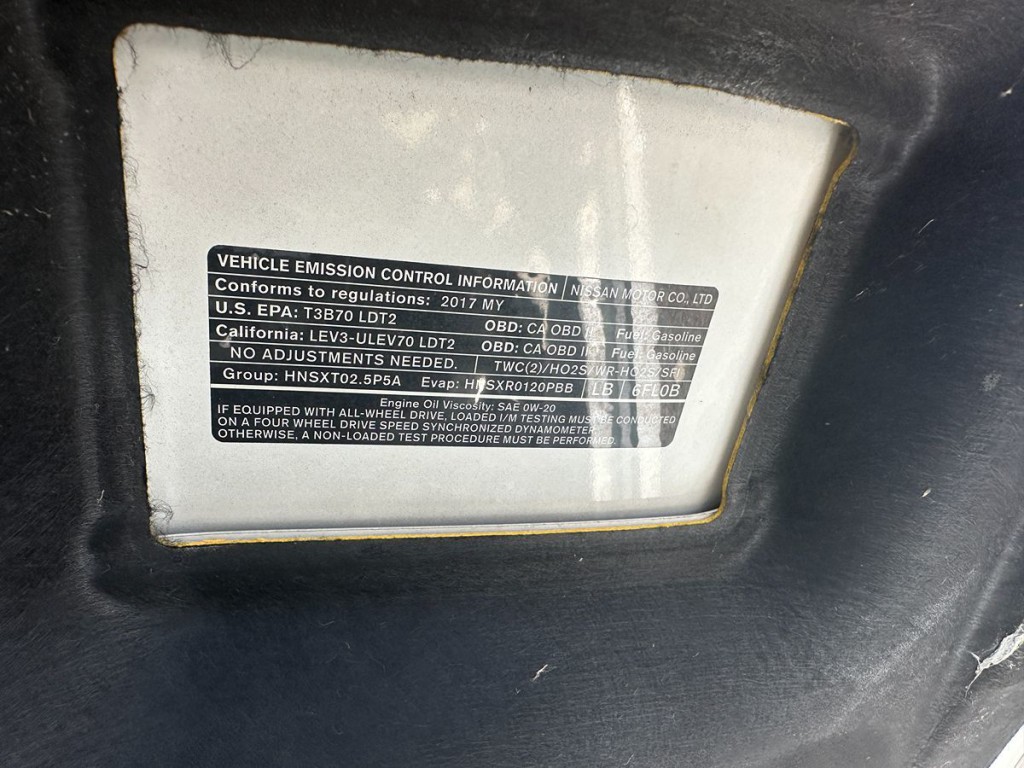 VEHICLE EMISSION CONTROL INFORMATION NISSAN MOTOR CO., LTD
Conforms to regulations: 2017 MY
U.S. EPA: T3B70 LDT2 OBD: CA OBD II Fuel: Gasoline
California: LEV3-ULEV70 LDT2 OBD: CA OBD II Fuel: Gasoline
NO ADJUSTMENTS NEEDED. TWC(2)/HO2S/WR-HO2S/SFI
Group: HNSXT02.5P5A Evap: HNSXR0120PBB LB 6FL0B
Engine Oil Viscosity: SAE 0W-20
IF EQUIPPED WITH ALL-WHEEL DRIVE, LOADED I/M TESTING MUST BE CONDUCTED
ON A FOUR WHEEL DRIVE SPEED SYNCHRONIZED DYNAMOMETER.
OTHERWISE, A NON-LOADED TEST PROCEDURE MUST BE PERFORMED.